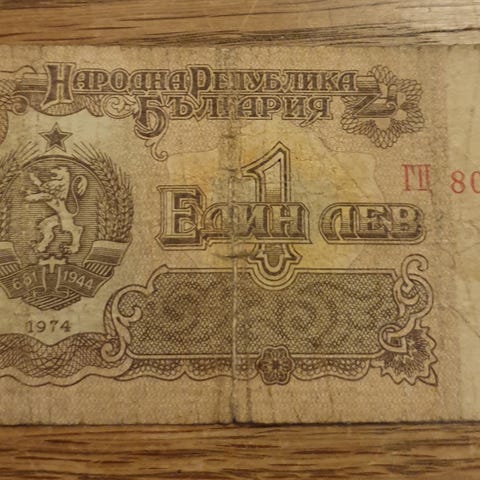 НАРОДНА РЕПУБЛИКА
БЪЛГАРИЯ
1
ЕДИН ЛЕВ
ГЦ 80
681 1944
1974